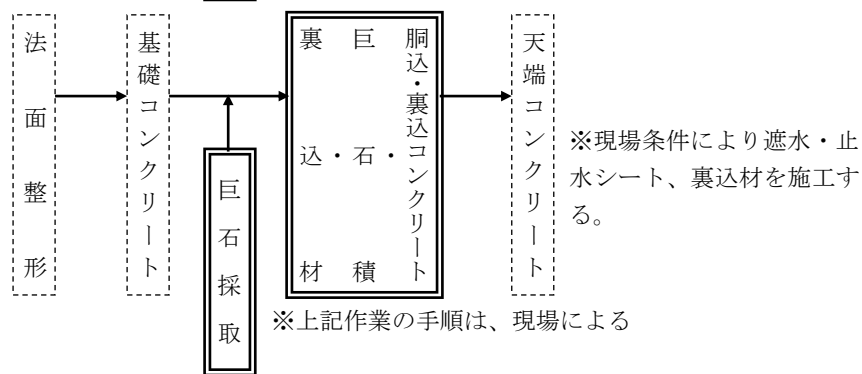 法面整形
基礎コンクリート
巨石採取
胴込・裏込コンクリート・
巨石積・
裏込材
天端コンクリート
※現場条件により遮水・止
水シート、裏込材を施工す
る。
※上記作業の手順は、現場による